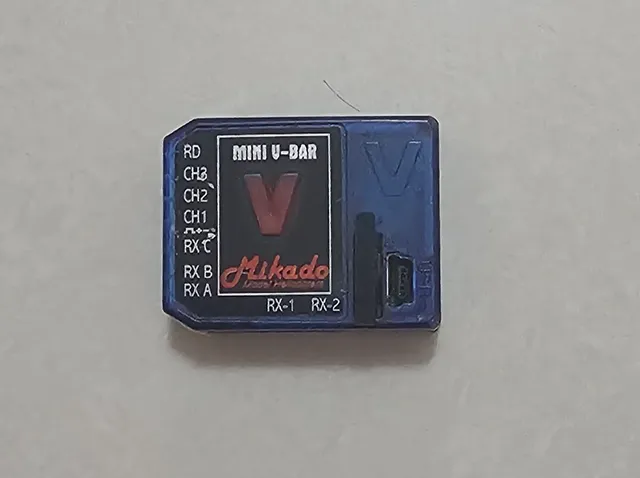 MINI V-BAR
V
Mikado
RD
CH3
CH2
CH1
RX C
RX B
RX A
RX-1 RX-2
V